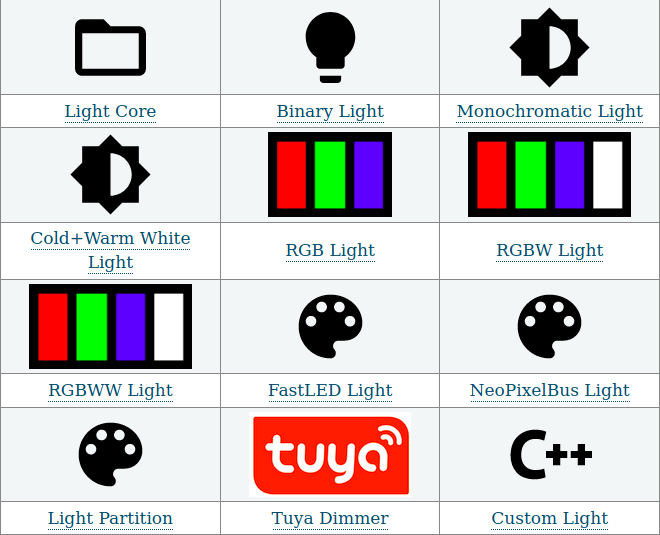 Light Core
Binary Light
Monochromatic Light
Cold+Warm White
Light
RGB Light
RGBW Light
RGBWW Light
FastLED Light
NeoPixelBus Light
tuya
C++
Light Partition
Tuya Dimmer
Custom Light